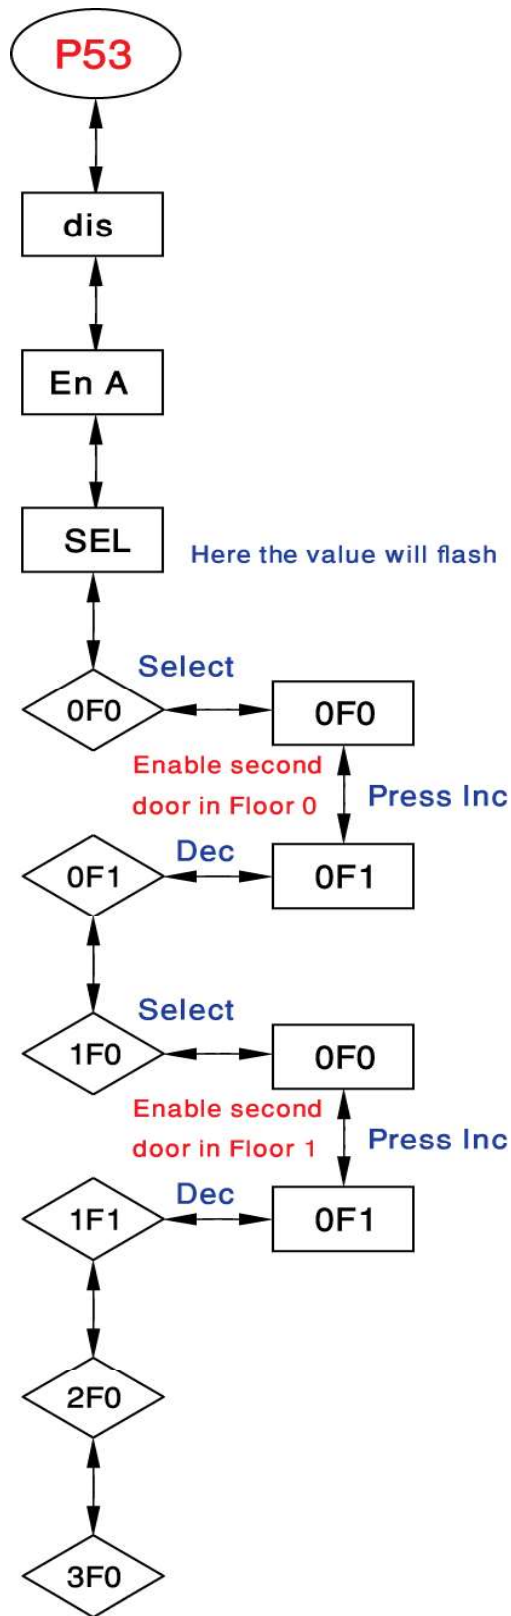 P53
dis
En A
SEL
Here the value will flash
Select
0F0
0F0
Enable second
door in Floor 0
Press Inc
Dec
0F1
0F1
Select
1F0
0F0
Enable second
door in Floor 1
Press Inc
Dec
1F1
0F1
2F0
3F0